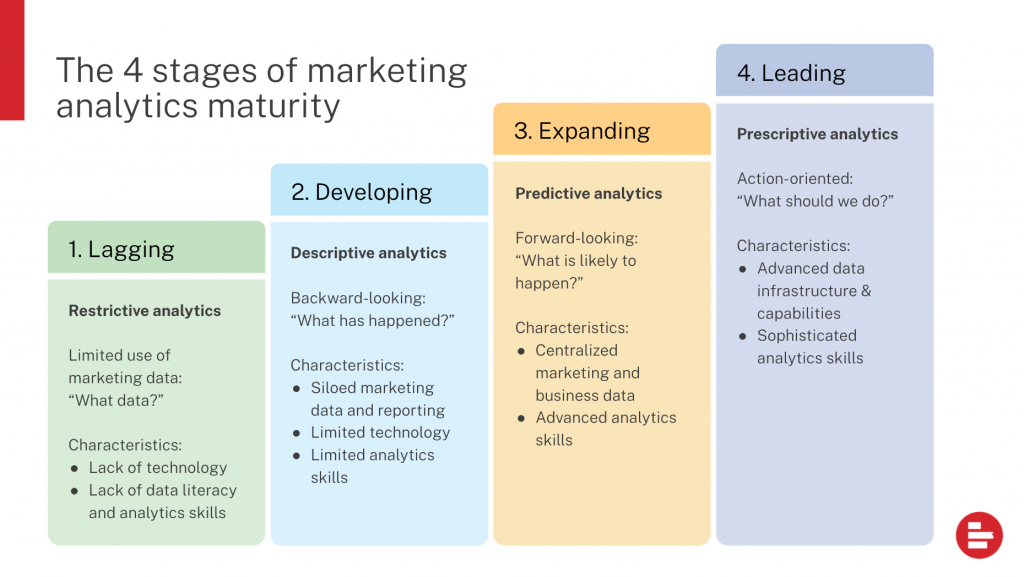 The 4 stages of marketing
analytics maturity
1. Lagging
Restrictive analytics
Limited use of
marketing data:
“What data?”
Characteristics:
● Lack of technology
● Lack of data literacy
and analytics skills
2. Developing
Descriptive analytics
Backward-looking:
“What has happened?”
Characteristics:
● Siloed marketing
data and reporting
● Limited technology
● Limited analytics
skills
3. Expanding
Predictive analytics
Forward-looking:
“What is likely to
happen?”
Characteristics:
● Centralized
marketing and
business data
● Advanced analytics
skills
4. Leading
Prescriptive analytics
Action-oriented:
“What should we do?”
Characteristics:
● Advanced data
infrastructure &
capabilities
● Sophisticated
analytics skills